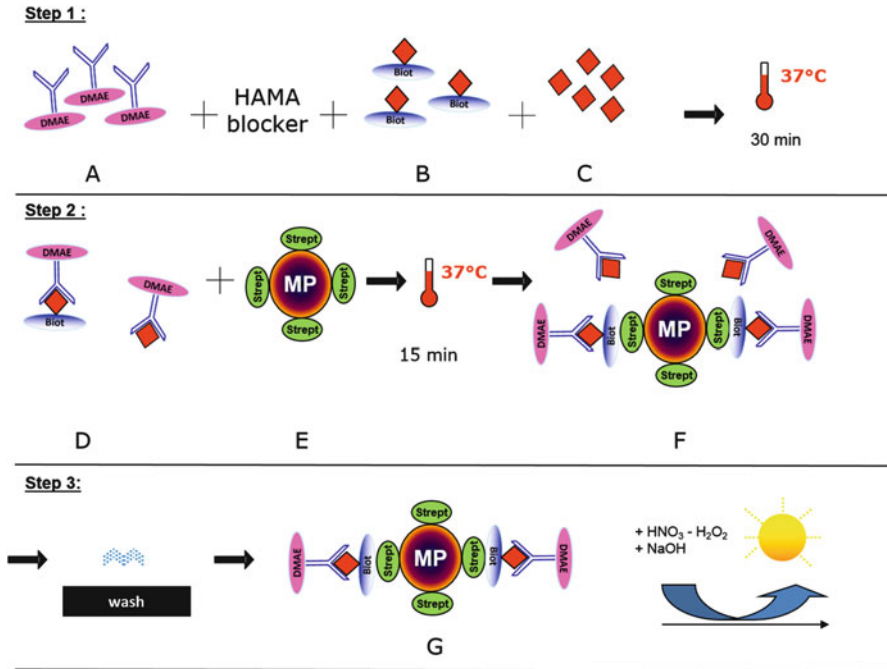 Step 1 :
DMAE
DMAE
DMAE
HAMA
blocker
Biot
Biot
Biot
37°C
30 min
A
B
C
Step 2 :
DMAE
Biot
DMAE
Strept
Strept
MP
Strept
Strept
37°C
15 min
DMAE
DMAE
DMAE
Biot
Strept
Strept
MP
Strept
Strept
Biot
DMAE
D
E
F
Step 3:
wash
DMAE
Biot
Strept
Strept
MP
Strept
Strept
Biot
DMAE
G
+ HNO₃ - H₂O₂
+ NaOH